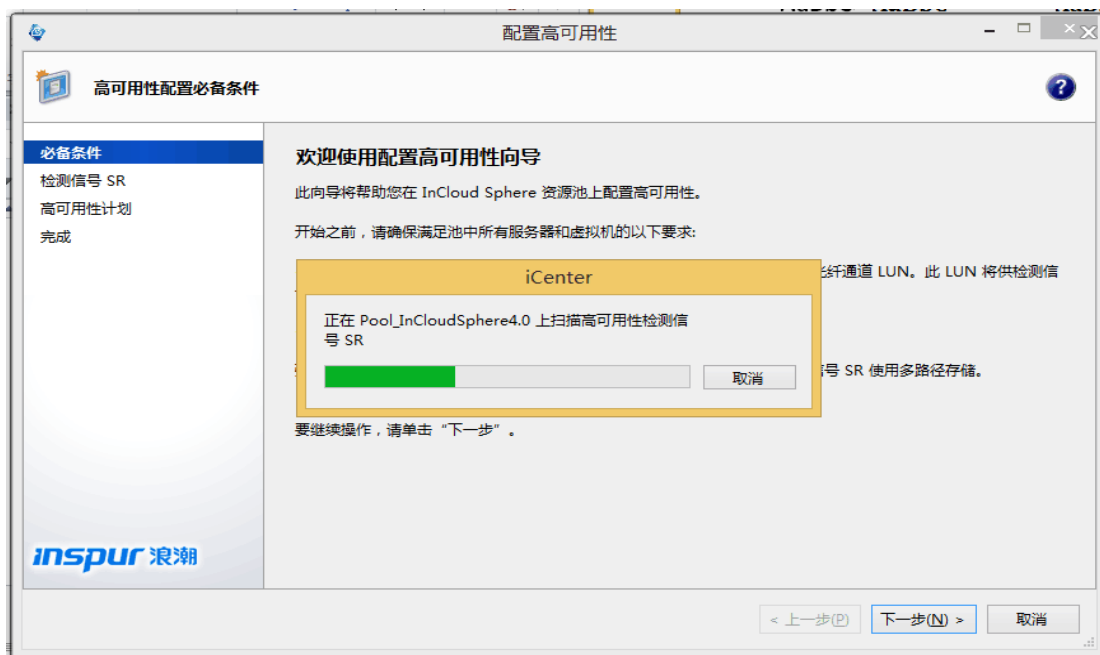 配置高可用性
高可用性配置必备条件
必备条件
检测信号 SR
高可用性计划
完成
欢迎使用配置高可用性向导
此向导将帮助您在 InCloud Sphere 资源池上配置高可用性。
开始之前，请确保满足池中所有服务器和虚拟机的以下要求:
纤通道 LUN。此 LUN 将供检测信
iCenter
正在 Pool_InCloudSphere4.0 上扫描高可用性检测信
号 SR
取消
号 SR 使用多路径存储。
要继续操作，请单击“下一步”。
inspur 浪潮
< 上一步(P)
下一步(N) >
取消